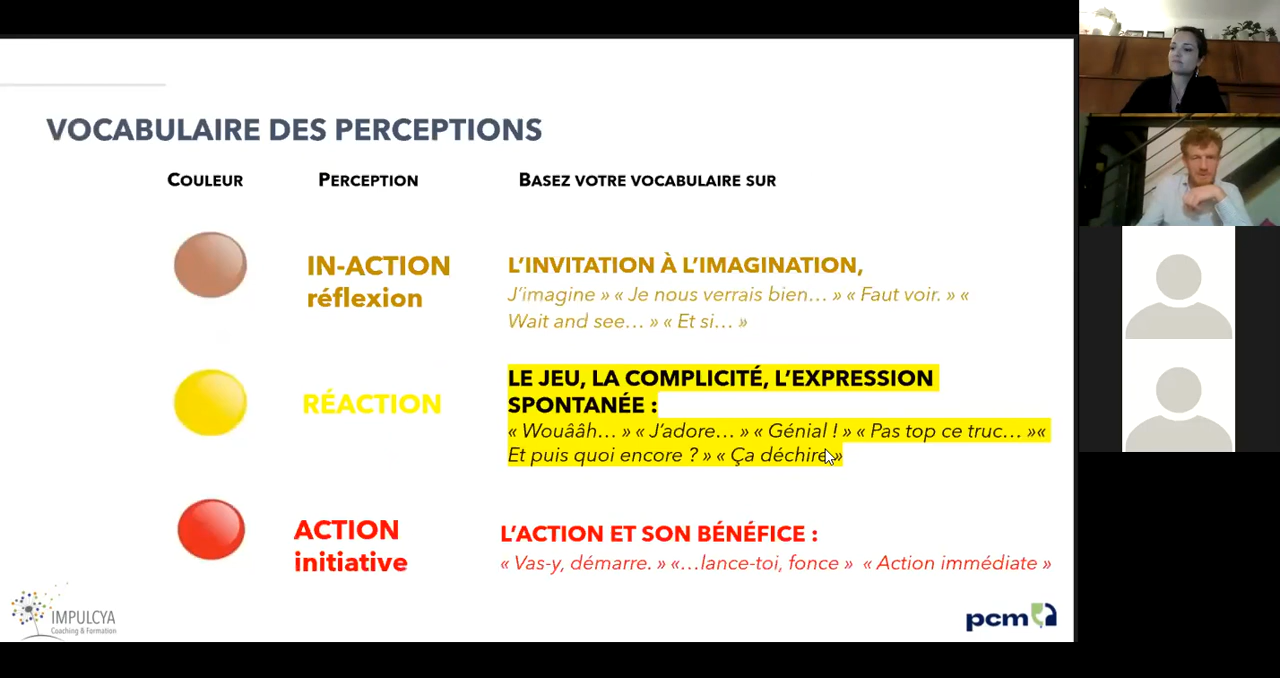 VOCABULAIRE DES PERCEPTIONS
COULEUR PERCEPTION BASEZ VOTRE VOCABULAIRE SUR
IN-ACTION
réflexion
L’INVITATION À L’IMAGINATION,
J’imagine » « Je nous verrais bien… » « Faut voir. » «
Wait and see… » « Et si… »
RÉACTION
LE JEU, LA COMPLICITÉ, L’EXPRESSION
SPONTANÉE :
« Wouââh… » « J’adore… » « Génial ! » « Pas top ce truc… »«
Et puis quoi encore ? » « Ça déchire »
ACTION
initiative
L’ACTION ET SON BÉNÉFICE :
« Vas-y, démarre. » «…lance-toi, fonce » « Action immédiate »
IMPULCYA
Coaching & Formation
pcm